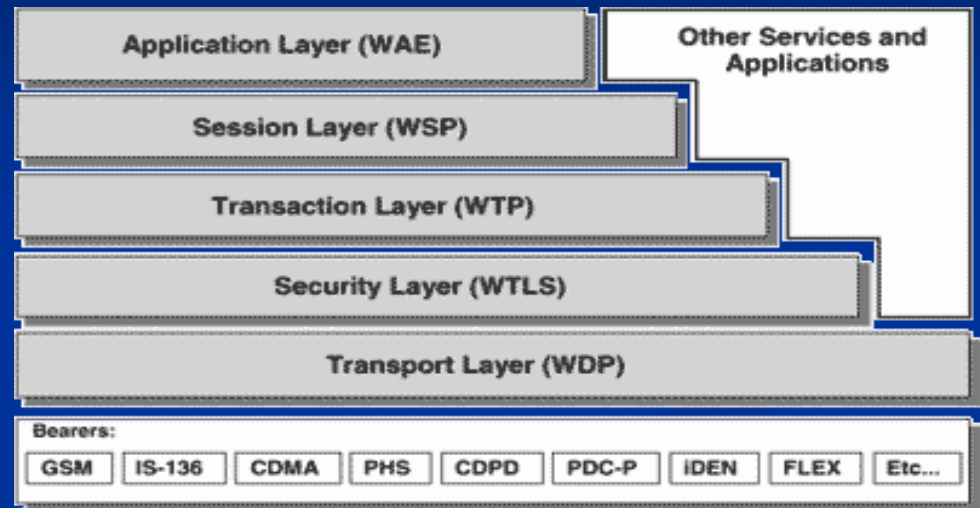 Application Layer (WAE)
Other Services and
Applications
Session Layer (WSP)
Transaction Layer (WTP)
Security Layer (WTLS)
Transport Layer (WDP)
Bearers:
GSM IS-136 CDMA PHS CDPD PDC-P iDEN FLEX Etc...